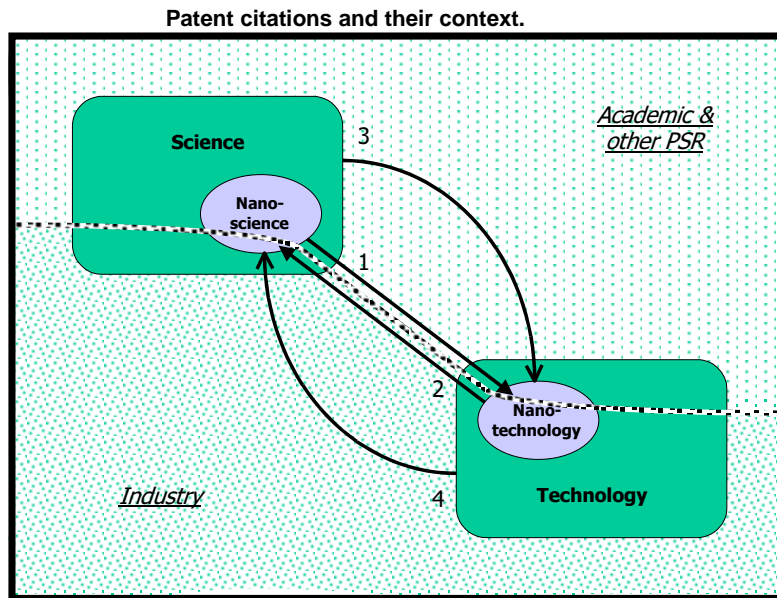 Patent citations and their context.
3
Academic &
other PSR
Science
Nano-
science
1
2
Nano-
technology
Industry
4
Technology